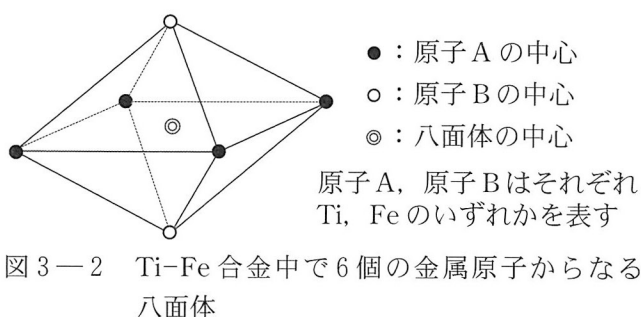 ●：原子Aの中心
○：原子Bの中心
◎：八面体の中心
原子A，原子Bはそれぞれ
Ti，Feのいずれかを表す
図3－2　Ti-Fe合金中で6個の金属原子からなる
八面体